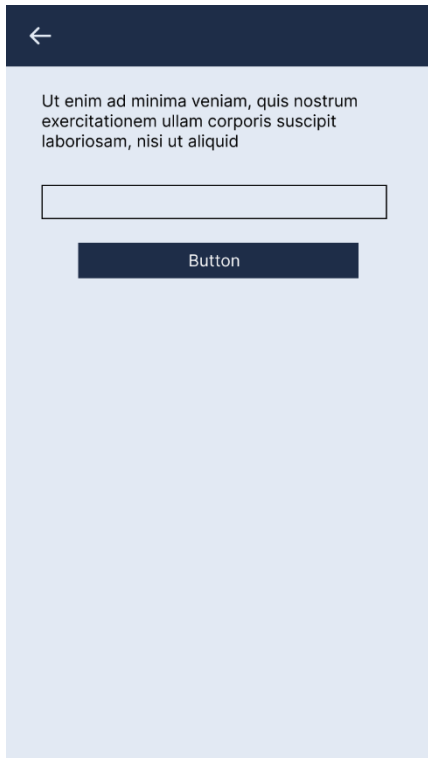 Ut enim ad minima veniam, quis nostrum
exercitationem ullam corporis suscipit
laboriosam, nisi ut aliquid
Button